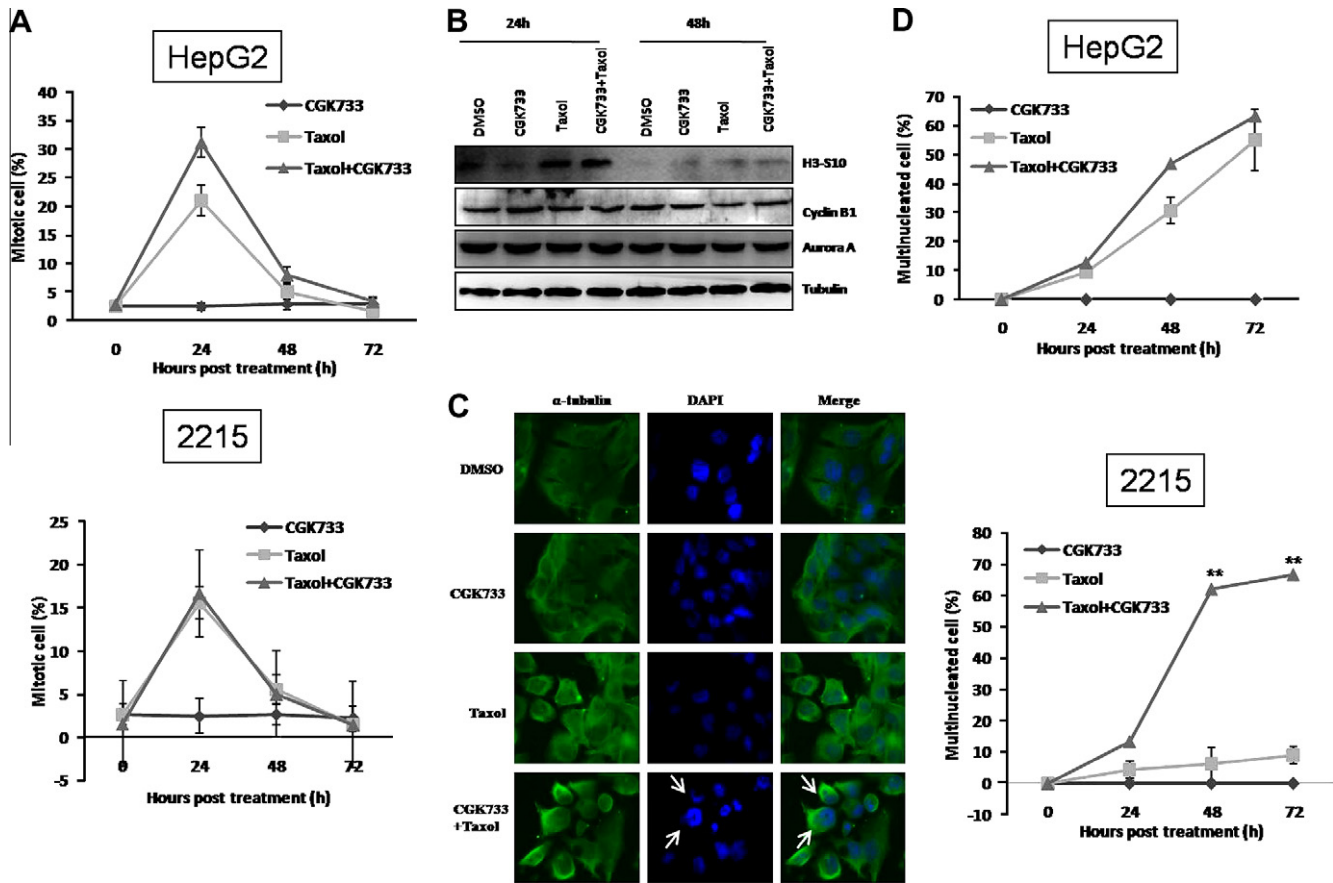 A
HepG2
CGK733
Taxol
Taxol+CGK733
Mitotic cell (%)
40
35
30
25
20
15
10
5
0
0 24 48 72
Hours post treatment (h)
2215
CGK733
Taxol
Taxol+CGK733
Mitotic cell (%)
25
20
15
10
5
0
-5
0 24 48 72
Hours post treatment (h)
B
24h 48h
DMSO CGK733 Taxol CGK733+Taxol DMSO CGK733 Taxol CGK733+Taxol
H3-S10
Cyclin B1
Aurora A
Tubulin
C
α-tubulin DAPI Merge
DMSO
CGK733
Taxol
CGK733
+Taxol
D
HepG2
CGK733
Taxol
Taxol+CGK733
Multinucleated cell (%)
70
60
50
40
30
20
10
0
0 24 48 72
Hours post treatment (h)
2215
CGK733
Taxol
Taxol+CGK733
** **
Multinucleated cell (%)
80
70
60
50
40
30
20
10
0
-10
0 24 48 72
Hours post treatment (h)